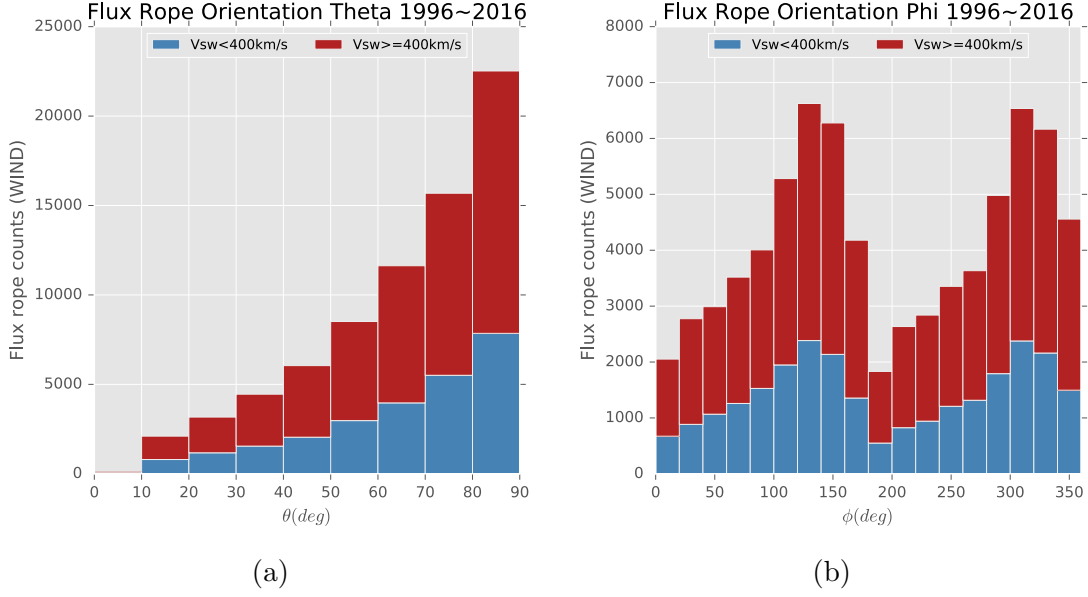 Flux Rope Orientation Theta 1996~2016
Vsw<400km/s Vsw>=400km/s
Flux rope counts (WIND)
25000
20000
15000
10000
5000
0
0 10 20 30 40 50 60 70 80 90
θ(deg)
(a)
Flux Rope Orientation Phi 1996~2016
Vsw<400km/s Vsw>=400km/s
Flux rope counts (WIND)
8000
7000
6000
5000
4000
3000
2000
1000
0
0 50 100 150 200 250 300 350
ϕ(deg)
(b)